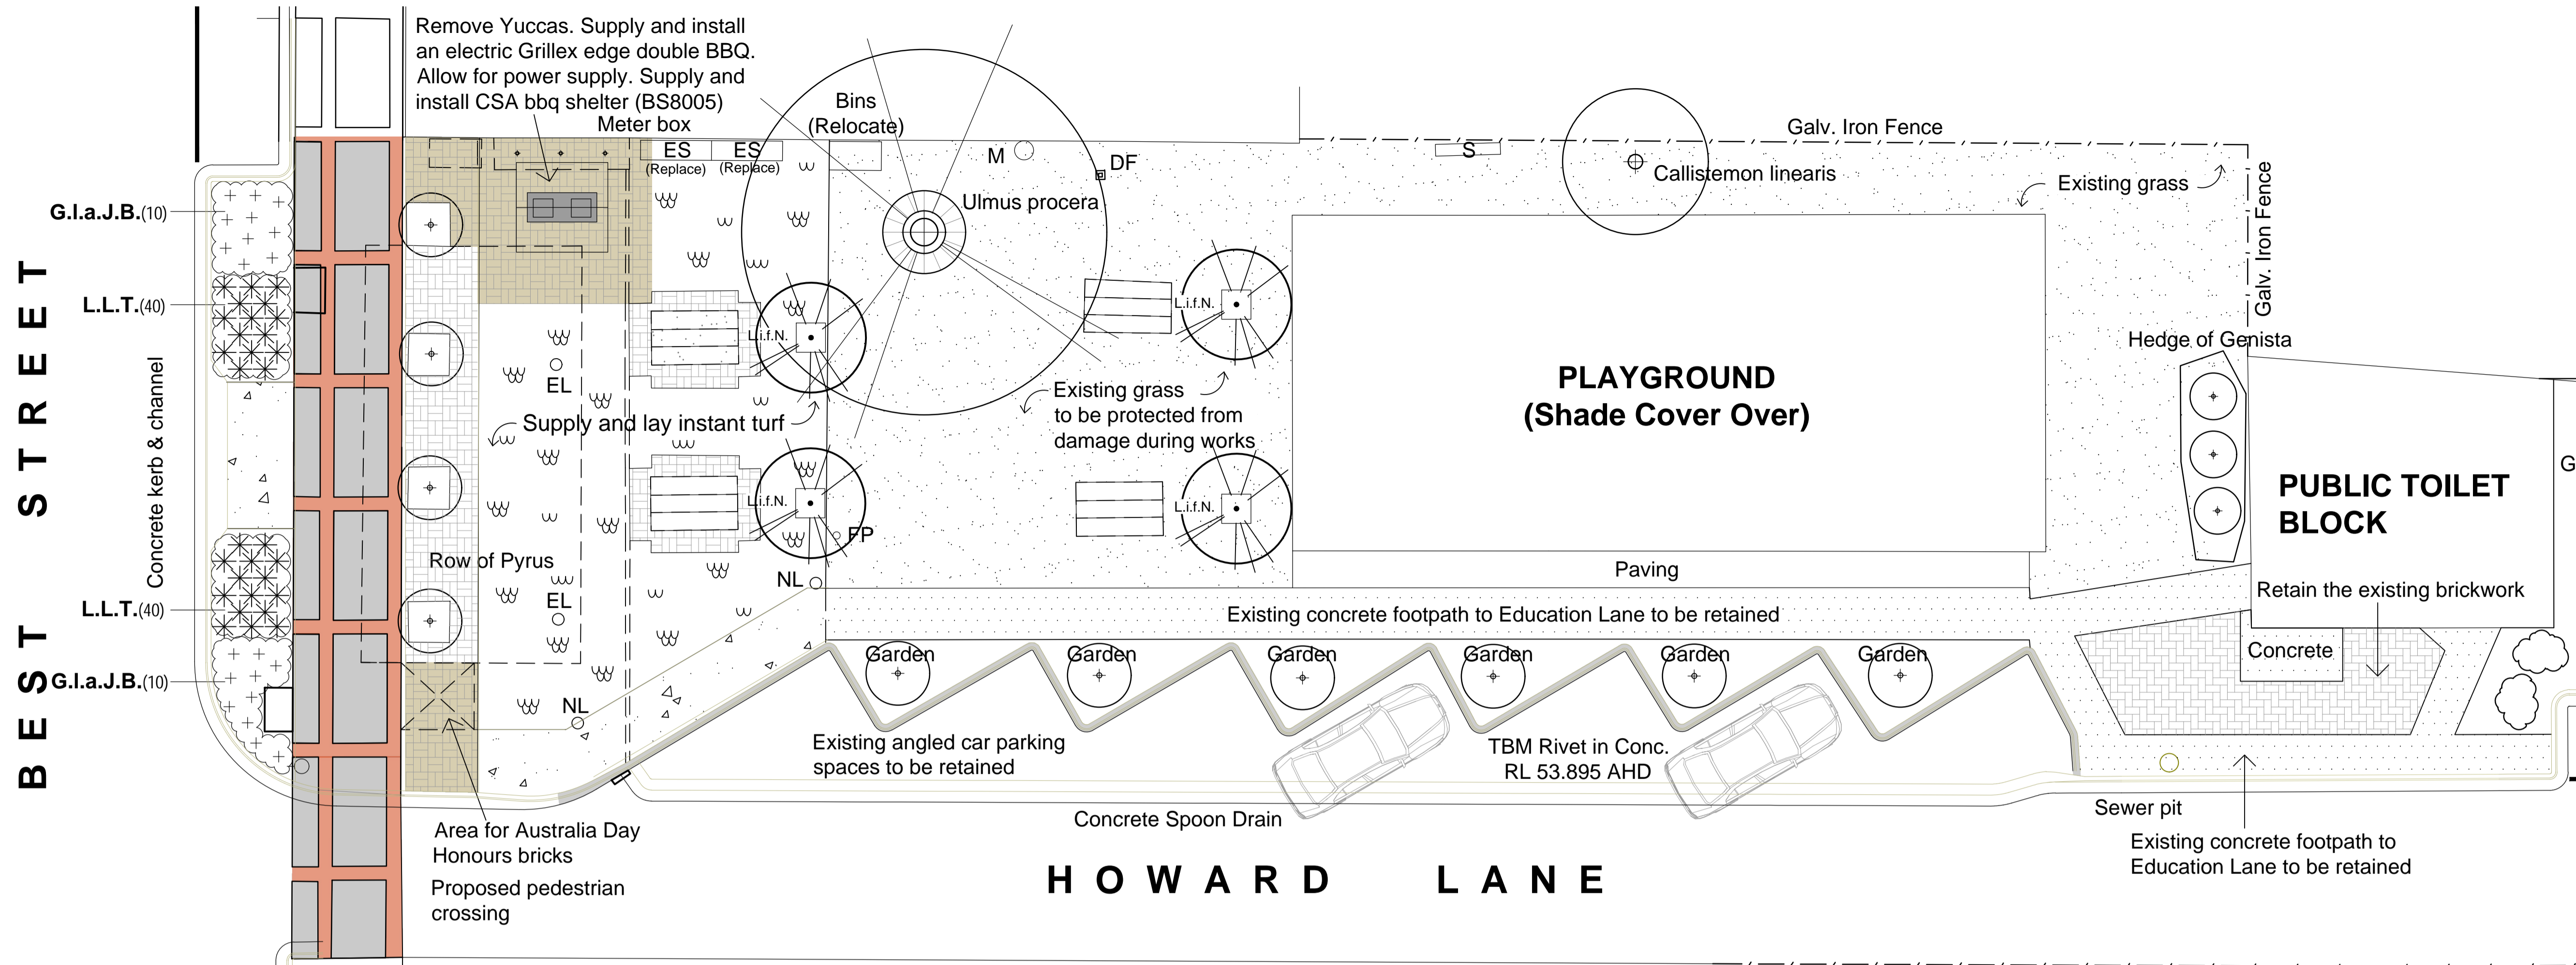 Remove Yuccas. Supply and install
an electric Grillex edge double BBQ.
Allow for power supply. Supply and
install CSA bbq shelter (BS8005)
Meter box
Bins
(Relocate)
ES
(Replace)
ES
(Replace)
M
DF
Ulmus procera
S
Callistemon linearis
Galv. Iron Fence
Existing grass
Galv. Iron Fence
G.l.a.J.B.(10)
L.L.T.(40)
BEST STREET
Concrete kerb & channel
L.L.T.(40)
G.l.a.J.B.(10)
L.i.f.N.
L.i.f.N.
EL
Supply and lay instant turf
Existing grass
to be protected from
damage during works
PLAYGROUND
(Shade Cover Over)
Hedge of Genista
PUBLIC TOILET
BLOCK
G
L.i.f.N.
L.i.f.N.
FP
Row of Pyrus
NL
EL
NL
Paving
Existing concrete footpath to Education Lane to be retained
Retain the existing brickwork
Concrete
Garden
Garden
Garden
Garden
Garden
Garden
Existing angled car parking
spaces to be retained
TBM Rivet in Conc.
RL 53.895 AHD
Concrete Spoon Drain
Sewer pit
Existing concrete footpath to
Education Lane to be retained
Area for Australia Day
Honours bricks
Proposed pedestrian
crossing
HOWARD LANE